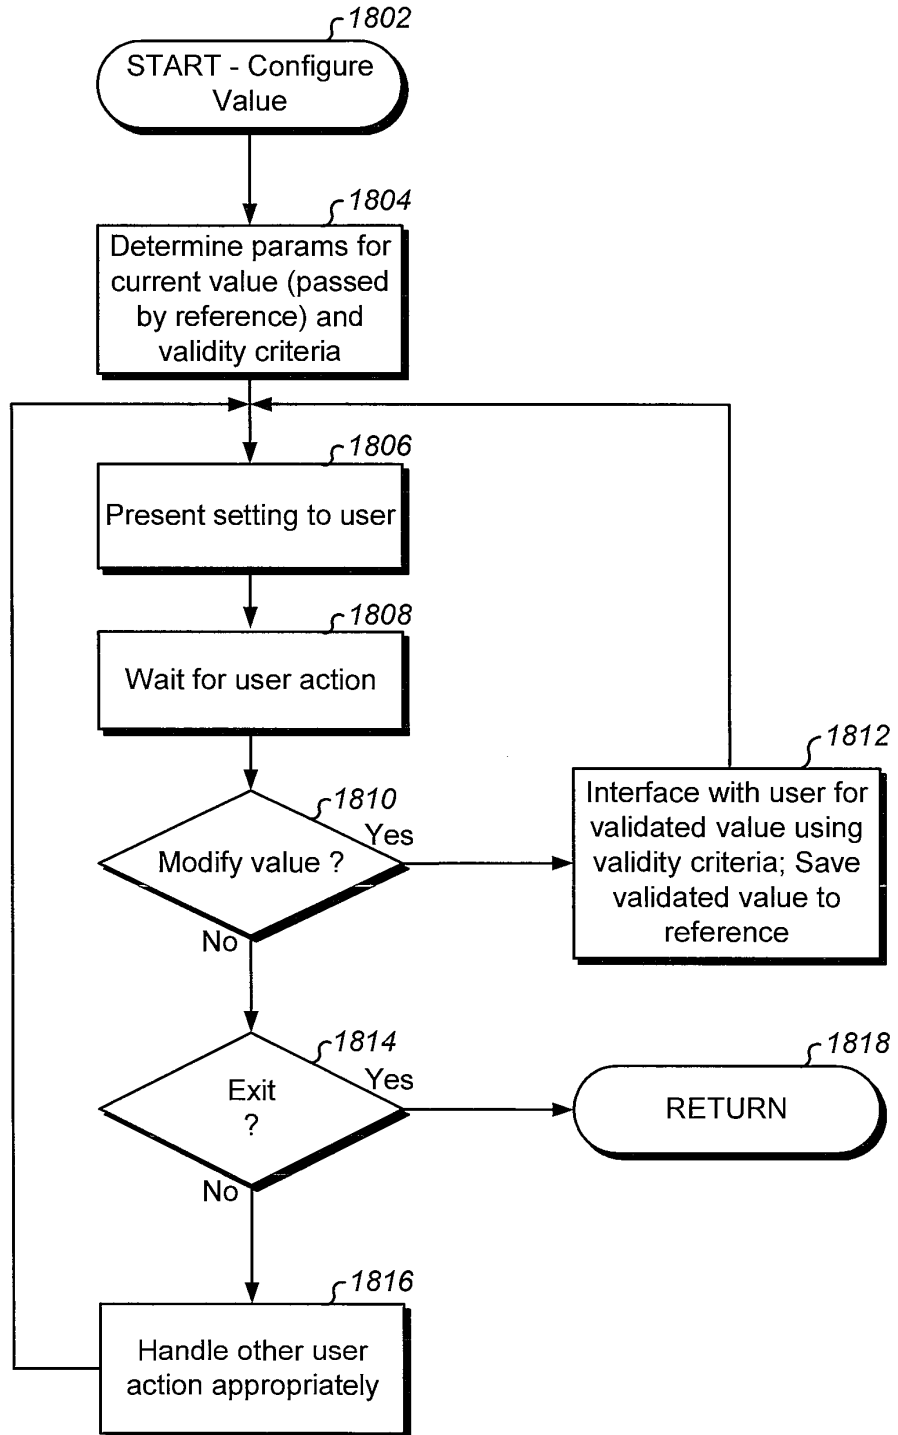 1802
START - Configure
Value
1804
Determine params for
current value (passed
by reference) and
validity criteria
1806
Present setting to user
1808
Wait for user action
1810
Modify value ?
Yes
No
1812
Interface with user for
validated value using
validity criteria; Save
validated value to
reference
1814
Exit
?
Yes
No
1818
RETURN
1816
Handle other user
action appropriately